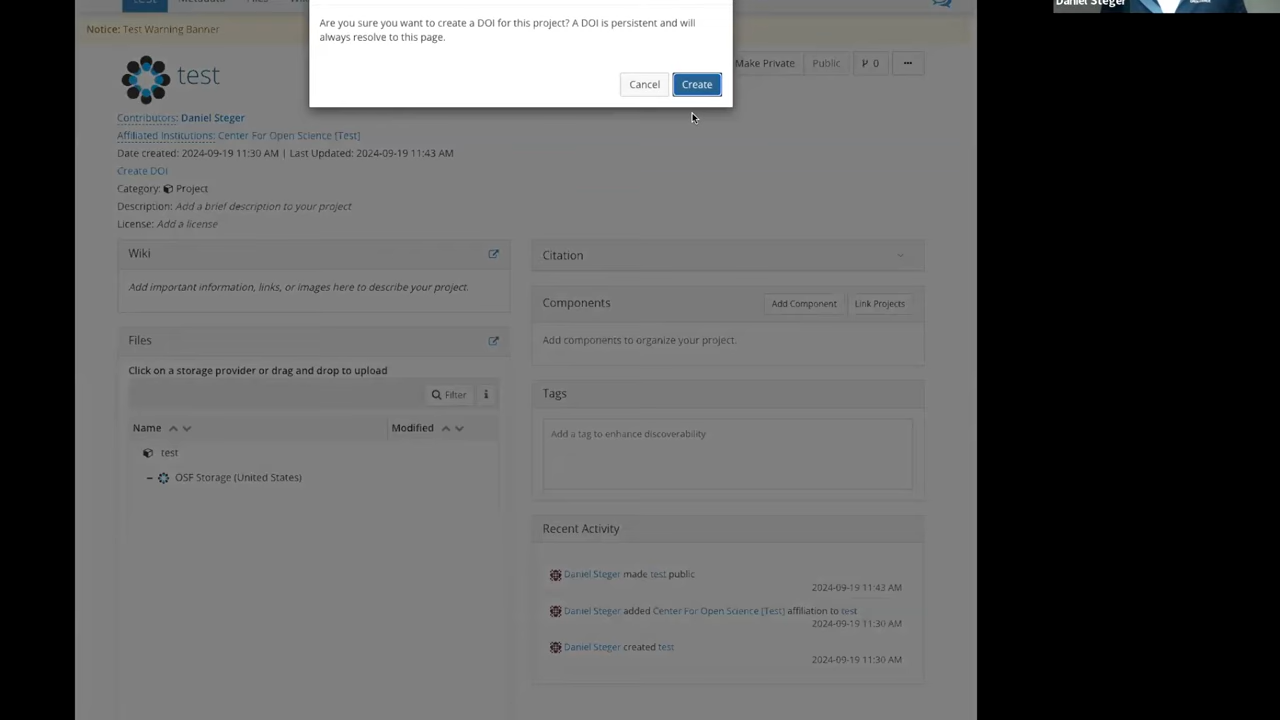 test Metadata Files
Daniel Steger
Are you sure you want to create a DOI for this project? A DOI is persistent and will
always resolve to this page.
Notice: Test Warning Banner
Cancel
Create
test
Make Private
Public
0
Contributors: Daniel Steger
Affiliated Institutions: Center For Open Science [Test]
Date created: 2024-09-19 11:30 AM | Last Updated: 2024-09-19 11:43 AM
Create DOI
Category: Project
Description: Add a brief description to your project
License: Add a license
Wiki
Add important information, links, or images here to describe your project.
Files
Click on a storage provider or drag and drop to upload
Filter
Name
Modified
test
OSF Storage (United States)
Citation
Components
Add Component
Link Projects
Add components to organize your project.
Tags
Add a tag to enhance discoverability
Recent Activity
Daniel Steger made test public
2024-09-19 11:43 AM
Daniel Steger added Center For Open Science [Test] affiliation to test
2024-09-19 11:30 AM
Daniel Steger created test
2024-09-19 11:30 AM